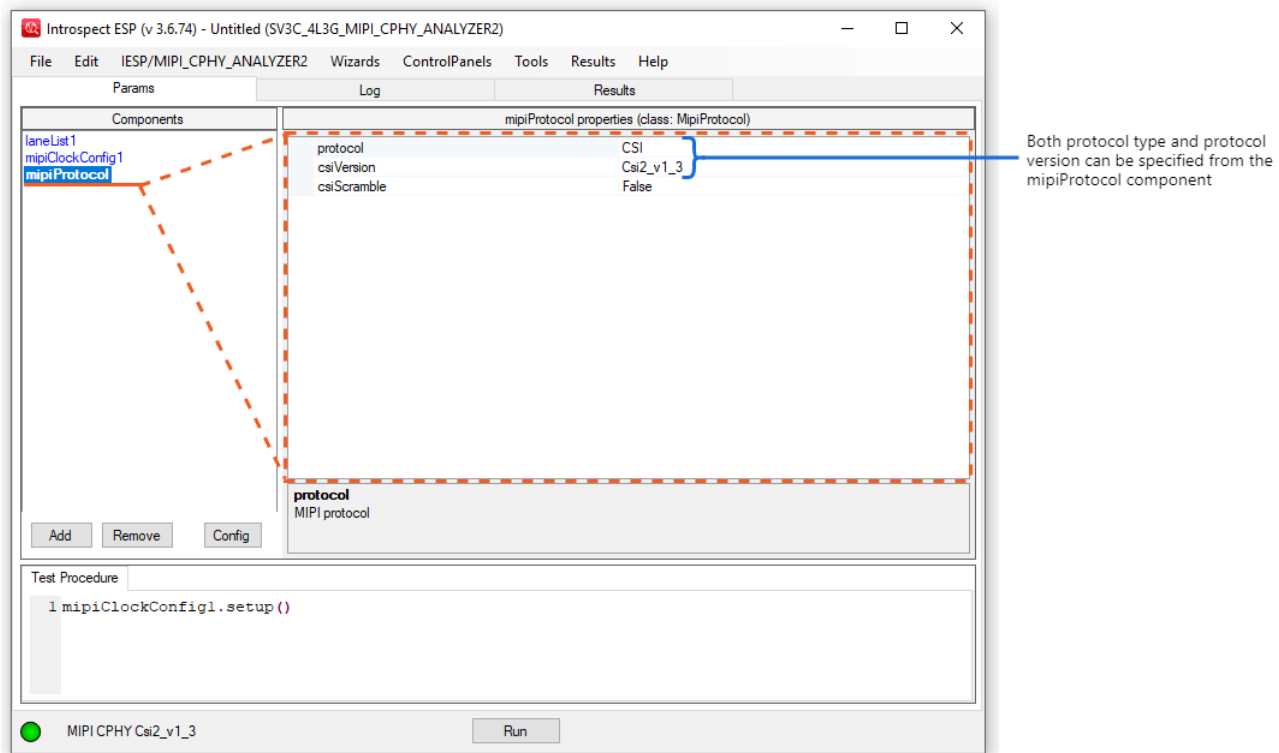 Introspect ESP (v 3.6.74) - Untitled (SV3C_4L3G_MIPI_CPHY_ANALYZER2)
File Edit IESP/MIPI_CPHY_ANALYZER2 Wizards ControlPanels Tools Results Help
Params Log Results
Components
laneList1
mipiClockConfig1
mipiProtocol
mipiProtocol properties (class: MipiProtocol)
protocol CSI
csiVersion Csi2_v1_3
csiScramble False
Both protocol type and protocol
version can be specified from the
mipiProtocol component
protocol
MIPI protocol
Add Remove Config
Test Procedure
1 mipiClockConfig1.setup()
MIPI CPHY Csi2_v1_3 Run